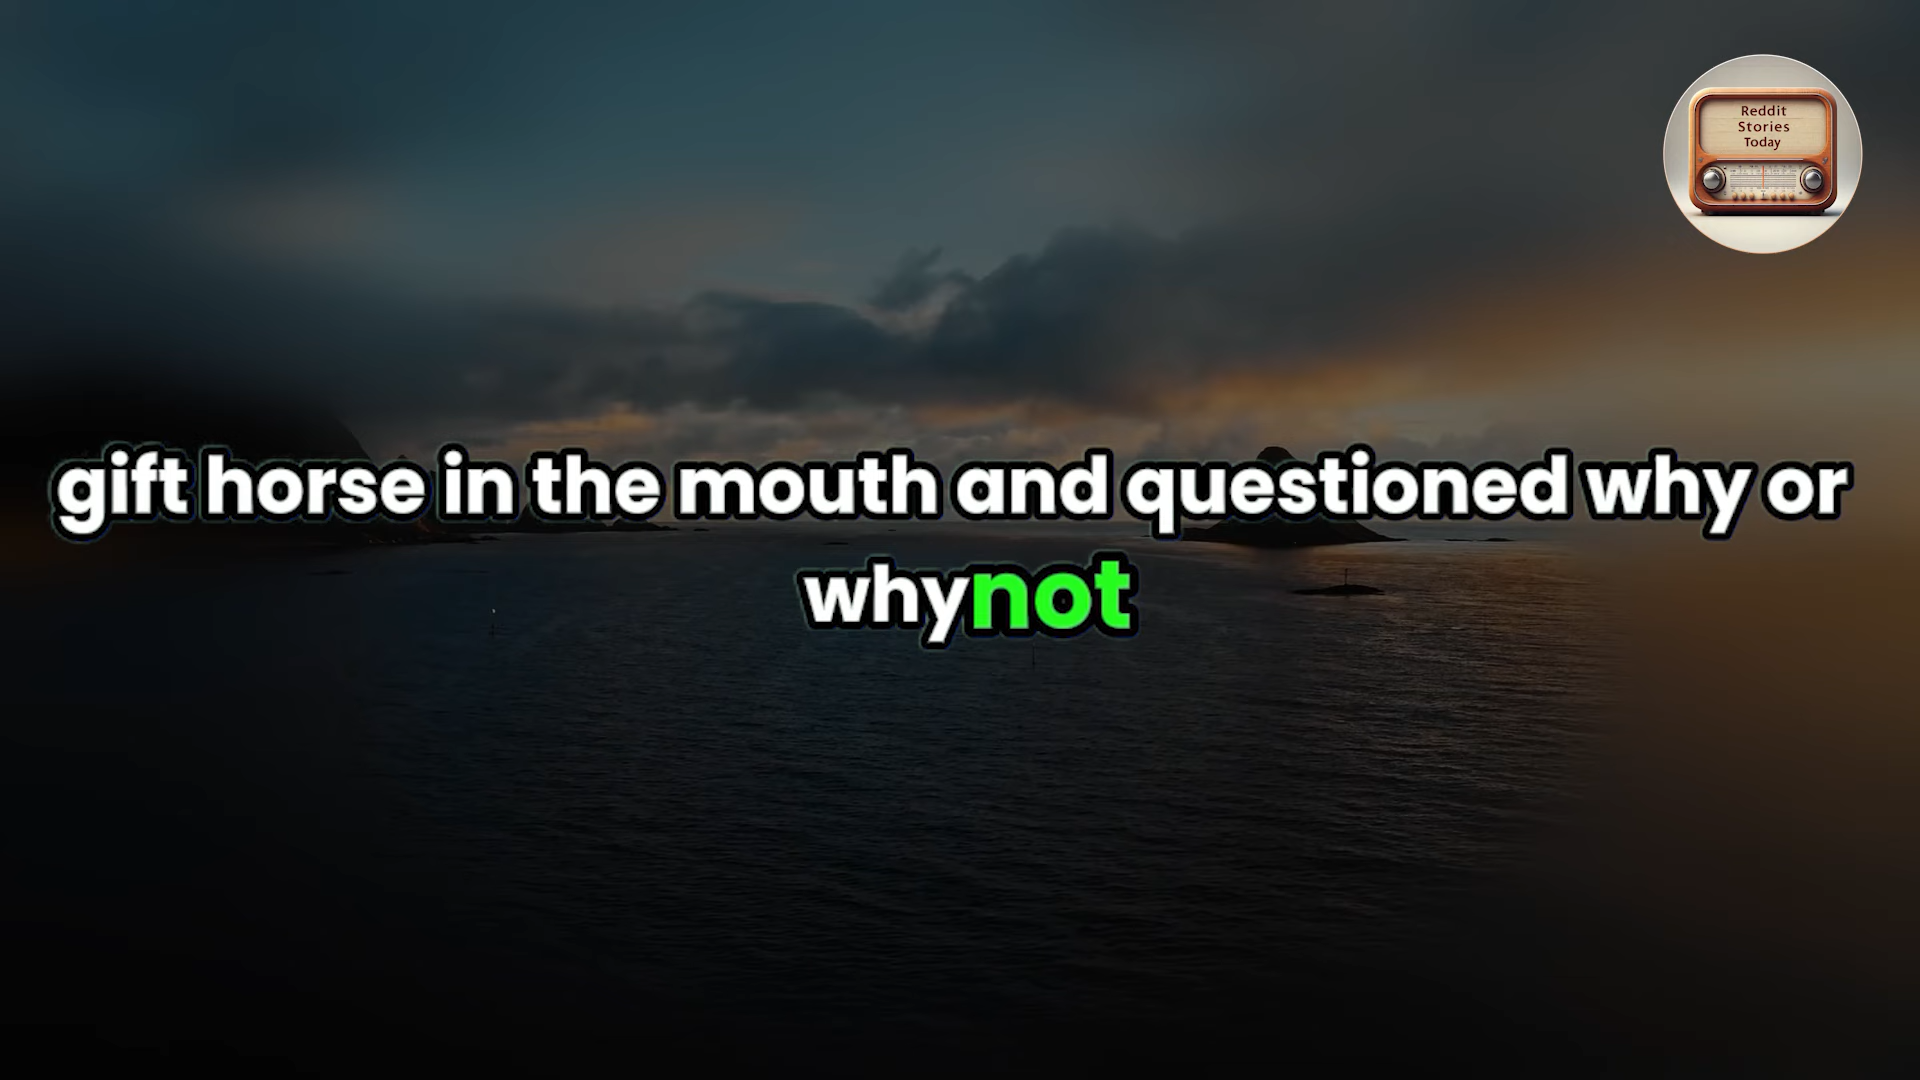 Reddit
Stories
Today
gift horse in the mouth and questioned why or
whynot